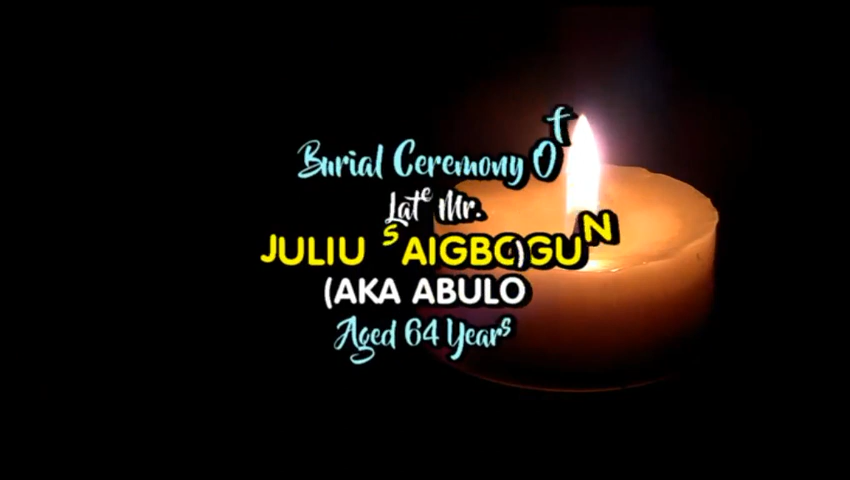 Burial Ceremony Of
Late Mr.
JULIUS AIGBOGUN
(AKA ABULO)
Aged 64 Years